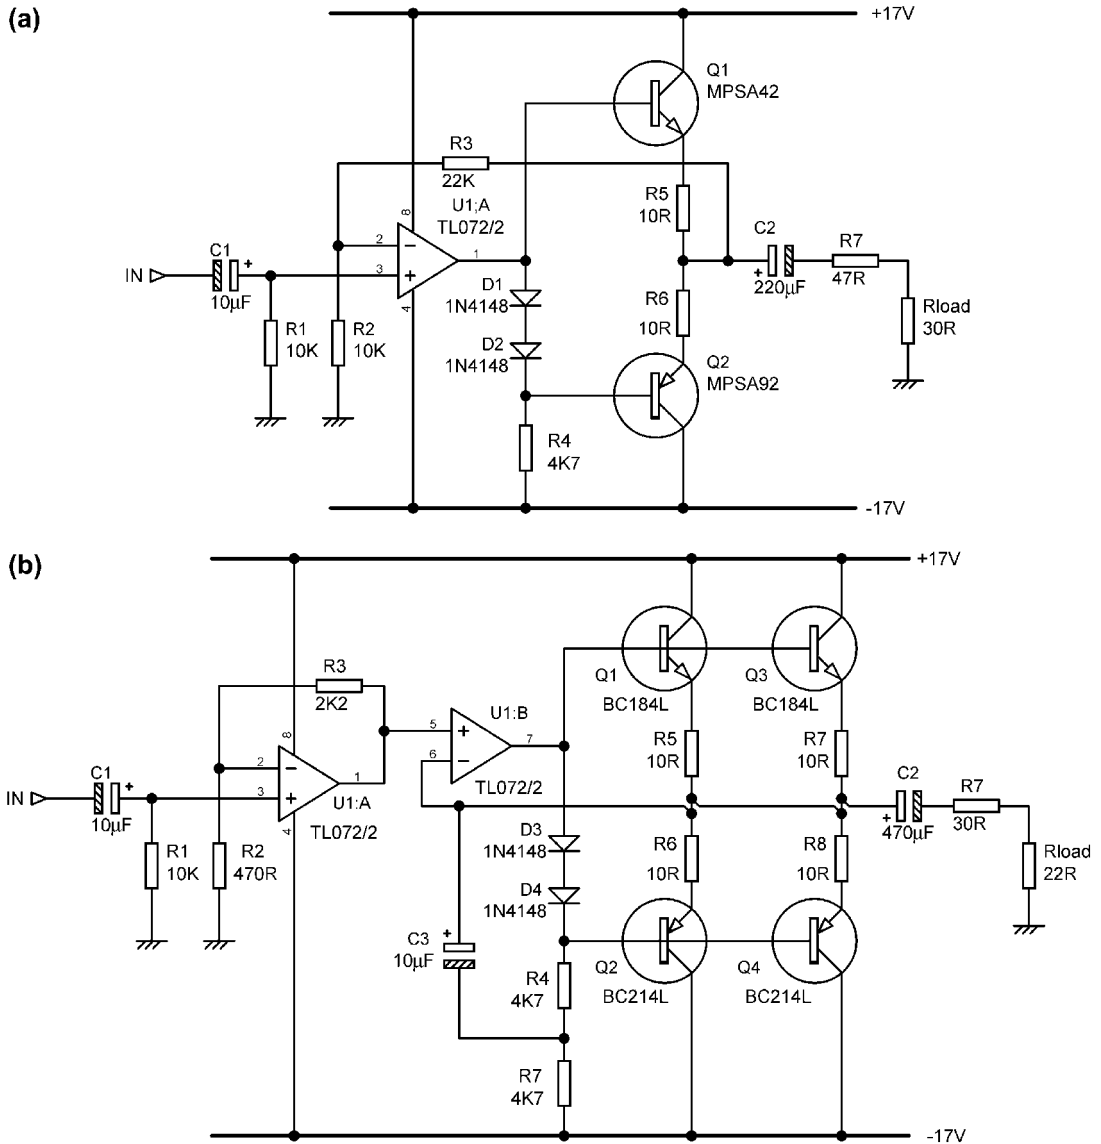 (a)
+17V
Q1
MPSA42
R3
22K
U1;A
TL072/2
8
2
3
1
4
R5
10R
C1
10µF
+
IN
C2
+
220µF
R7
47R
D1
1N4148
R6
10R
Rload
30R
R1
10K
R2
10K
D2
1N4148
Q2
MPSA92
R4
4K7
-17V
(b)
+17V
R3
2K2
Q1
BC184L
Q3
BC184L
U1:B
5
6
7
TL072/2
8
2
3
1
4
U1:A
TL072/2
R5
10R
R7
10R
C1
10µF
+
IN
C2
+
470µF
R7
30R
R1
10K
R2
470R
D3
1N4148
R6
10R
R8
10R
Rload
22R
D4
1N4148
C3
10µF
+
Q2
BC214L
Q4
BC214L
R4
4K7
R7
4K7
-17V